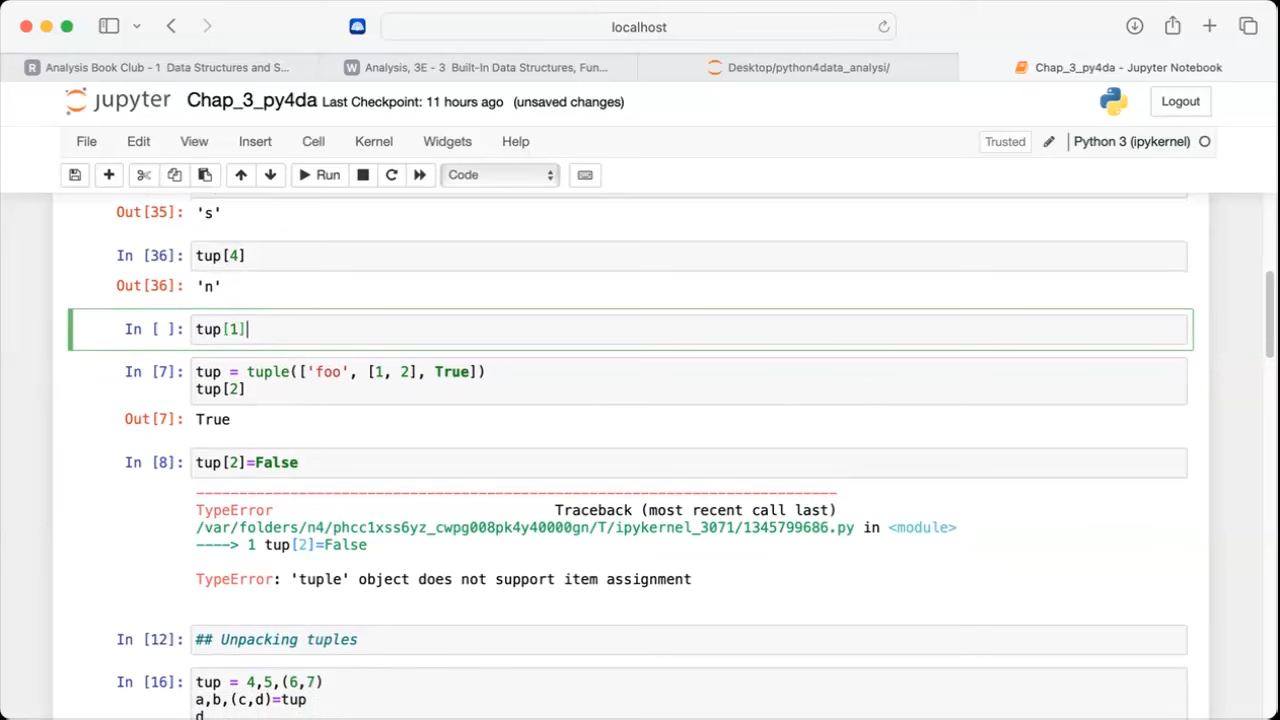 localhost
Analysis Book Club - 1 Data Structures and S...
Analysis, 3E - 3 Built-In Data Structures, Fun...
Desktop/python4data_analysi/
Chap_3_py4da - Jupyter Notebook
jupyter Chap_3_py4da Last Checkpoint: 11 hours ago (unsaved changes)
Logout
File Edit View Insert Cell Kernel Widgets Help
Trusted
Python 3 (ipykernel)
Run
Code
Out[35]: 's'
In [36]: tup[4]
Out[36]: 'n'
In [ ]: tup[1]
In [7]: tup = tuple(['foo', [1, 2], True])
tup[2]
Out[7]: True
In [8]: tup[2]=False
---------------------------------------------------------------------------
TypeError Traceback (most recent call last)
/var/folders/n4/phcc1xss6yz_cwpg008pk4y40000gn/T/ipykernel_3071/1345799686.py in <module>
----> 1 tup[2]=False
TypeError: 'tuple' object does not support item assignment
In [12]: ## Unpacking tuples
In [16]: tup = 4,5,(6,7)
a,b,(c,d)=tup
d